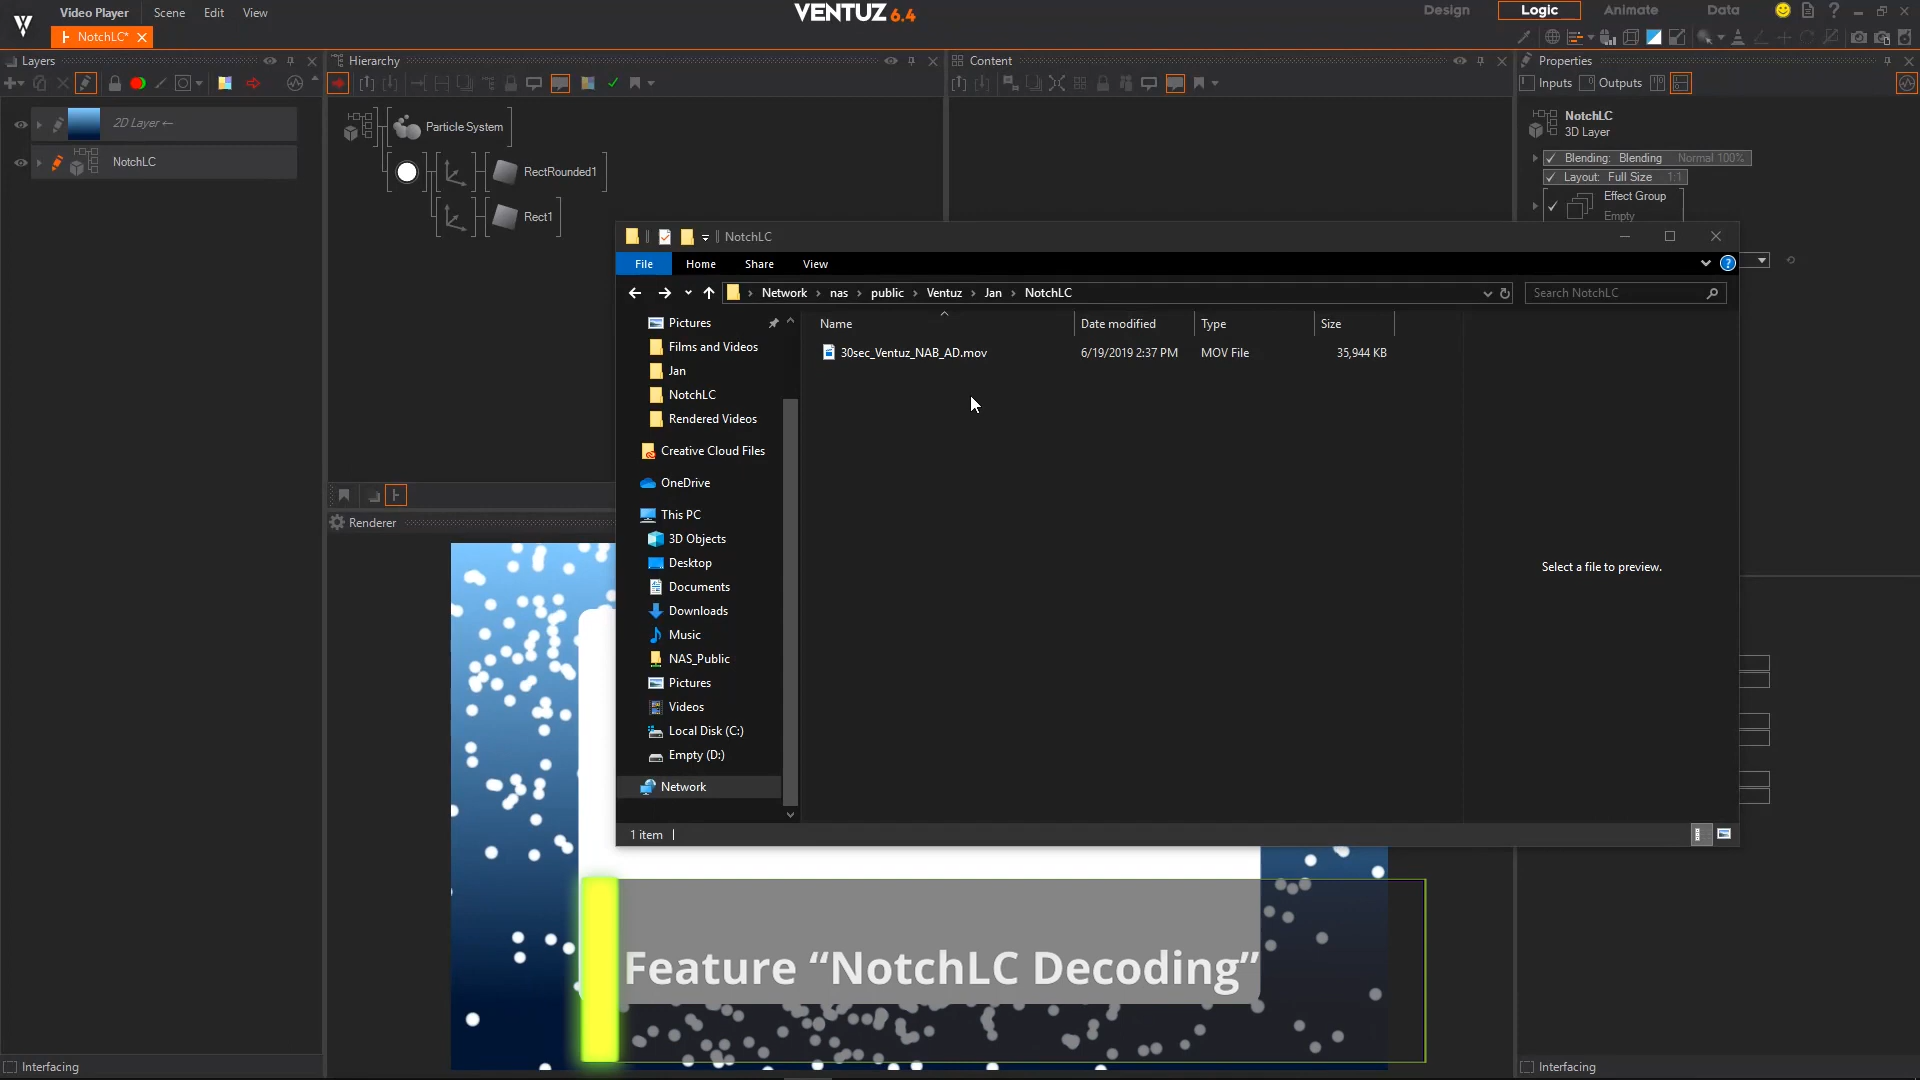 Video Player
Scene
Edit
View
VENTUZ 6.4
Design
Logic
Animate
Data
NotchLC*
Layers
Hierarchy
Content
Properties
Inputs
Outputs
2D Layer
NotchLC
Particle System
RectRounded1
Rect1
NotchLC
3D Layer
Blending: Blending Normal 100%
Layout: Full Size 1:1
Effect Group
Empty
NotchLC
File
Home
Share
View
Network
nas
public
Ventuz
Jan
NotchLC
Search NotchLC
Name
Date modified
Type
Size
30sec_Ventuz_NAB_AD.mov
6/19/2019 2:37 PM
MOV File
35,944 KB
Pictures
Films and Videos
Jan
NotchLC
Rendered Videos
Creative Cloud Files
OneDrive
This PC
3D Objects
Desktop
Documents
Downloads
Music
NAS_Public
Pictures
Videos
Local Disk (C:)
Empty (D:)
Network
Select a file to preview.
1 item
Renderer
Feature “NotchLC Decoding”
Interfacing
Interfacing